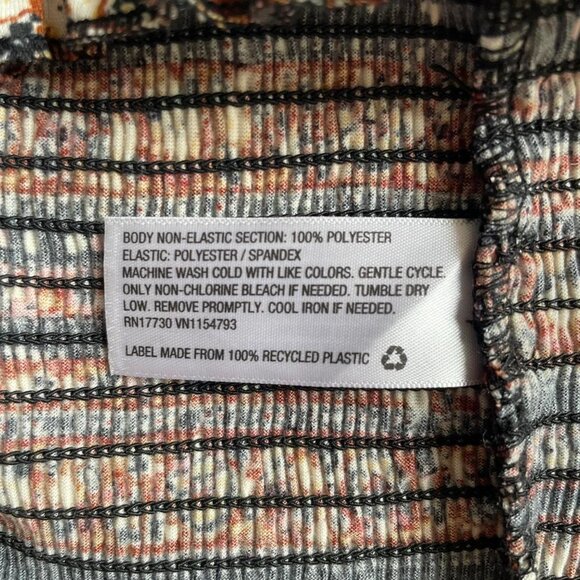 BODY NON-ELASTIC SECTION: 100% POLYESTER
ELASTIC: POLYESTER / SPANDEX
MACHINE WASH COLD WITH LIKE COLORS. GENTLE CYCLE.
ONLY NON-CHLORINE BLEACH IF NEEDED. TUMBLE DRY
LOW. REMOVE PROMPTLY. COOL IRON IF NEEDED.
RN17730 VN1154793
LABEL MADE FROM 100% RECYCLED PLASTIC